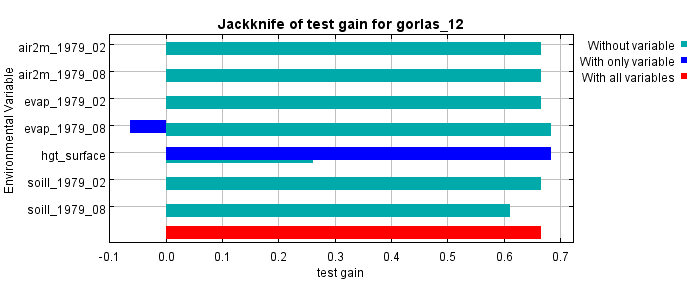 Jackknife of test gain for gorlas_12
Environmental Variable
air2m_1979_02
air2m_1979_08
evap_1979_02
evap_1979_08
hgt_surface
soill_1979_02
soill_1979_08
-0.1 0.0 0.1 0.2 0.3 0.4 0.5 0.6 0.7
test gain
Without variable
With only variable
With all variables